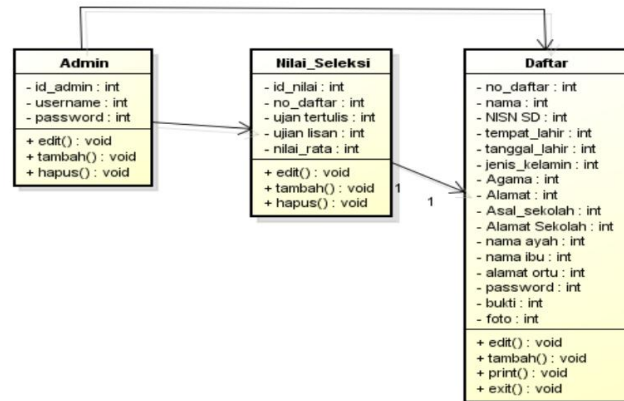 Admin
- id_admin : int
- username : int
- password : int
+ edit() : void
+ tambah() : void
+ hapus() : void
Nilai_Seleksi
- id_nilai : int
- no_daftar : int
- ujan tertulis : int
- ujian lisan : int
- nilai_rata : int
+ edit() : void
+ tambah() : void
+ hapus() : void
1
1
Daftar
- no_daftar : int
- nama : int
- NISN SD : int
- tempat_lahir : int
- tanggal_lahir : int
- jenis_kelamin : int
- Agama : int
- Alamat : int
- Asal_sekolah : int
- Alamat Sekolah : int
- nama ayah : int
- nama ibu : int
- alamat ortu : int
- password : int
- bukti : int
- foto : int
+ edit() : void
+ tambah() : void
+ print() : void
+ exit() : void